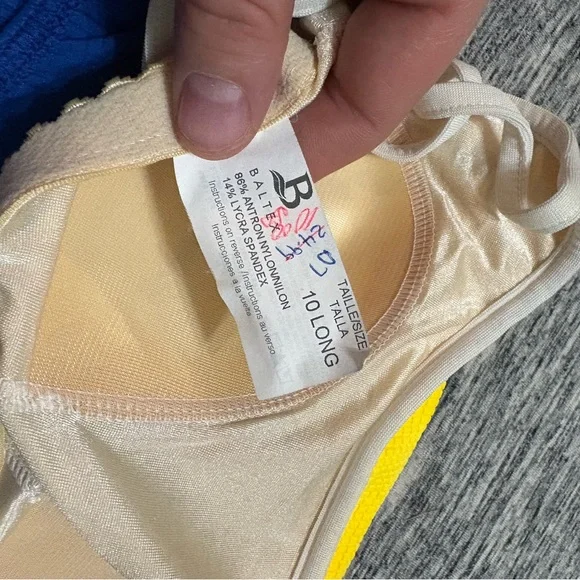 B
BALTEX
86% ANTRON NYLON/NILON
14% LYCRA SPANDEX
Instructions on reverse /instructions au verso
Instrucciones a la vuelta
TAILLE/SIZE
TALLA
10 LONG